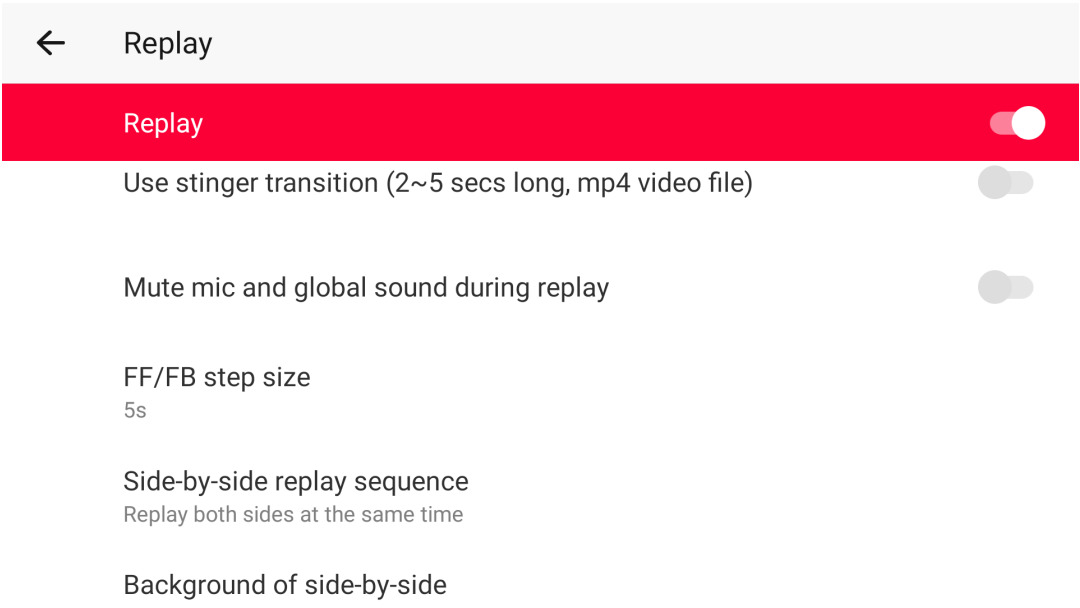 Replay
Replay
Use stinger transition (2~5 secs long, mp4 video file)
Mute mic and global sound during replay
FF/FB step size
5s
Side-by-side replay sequence
Replay both sides at the same time
Background of side-by-side